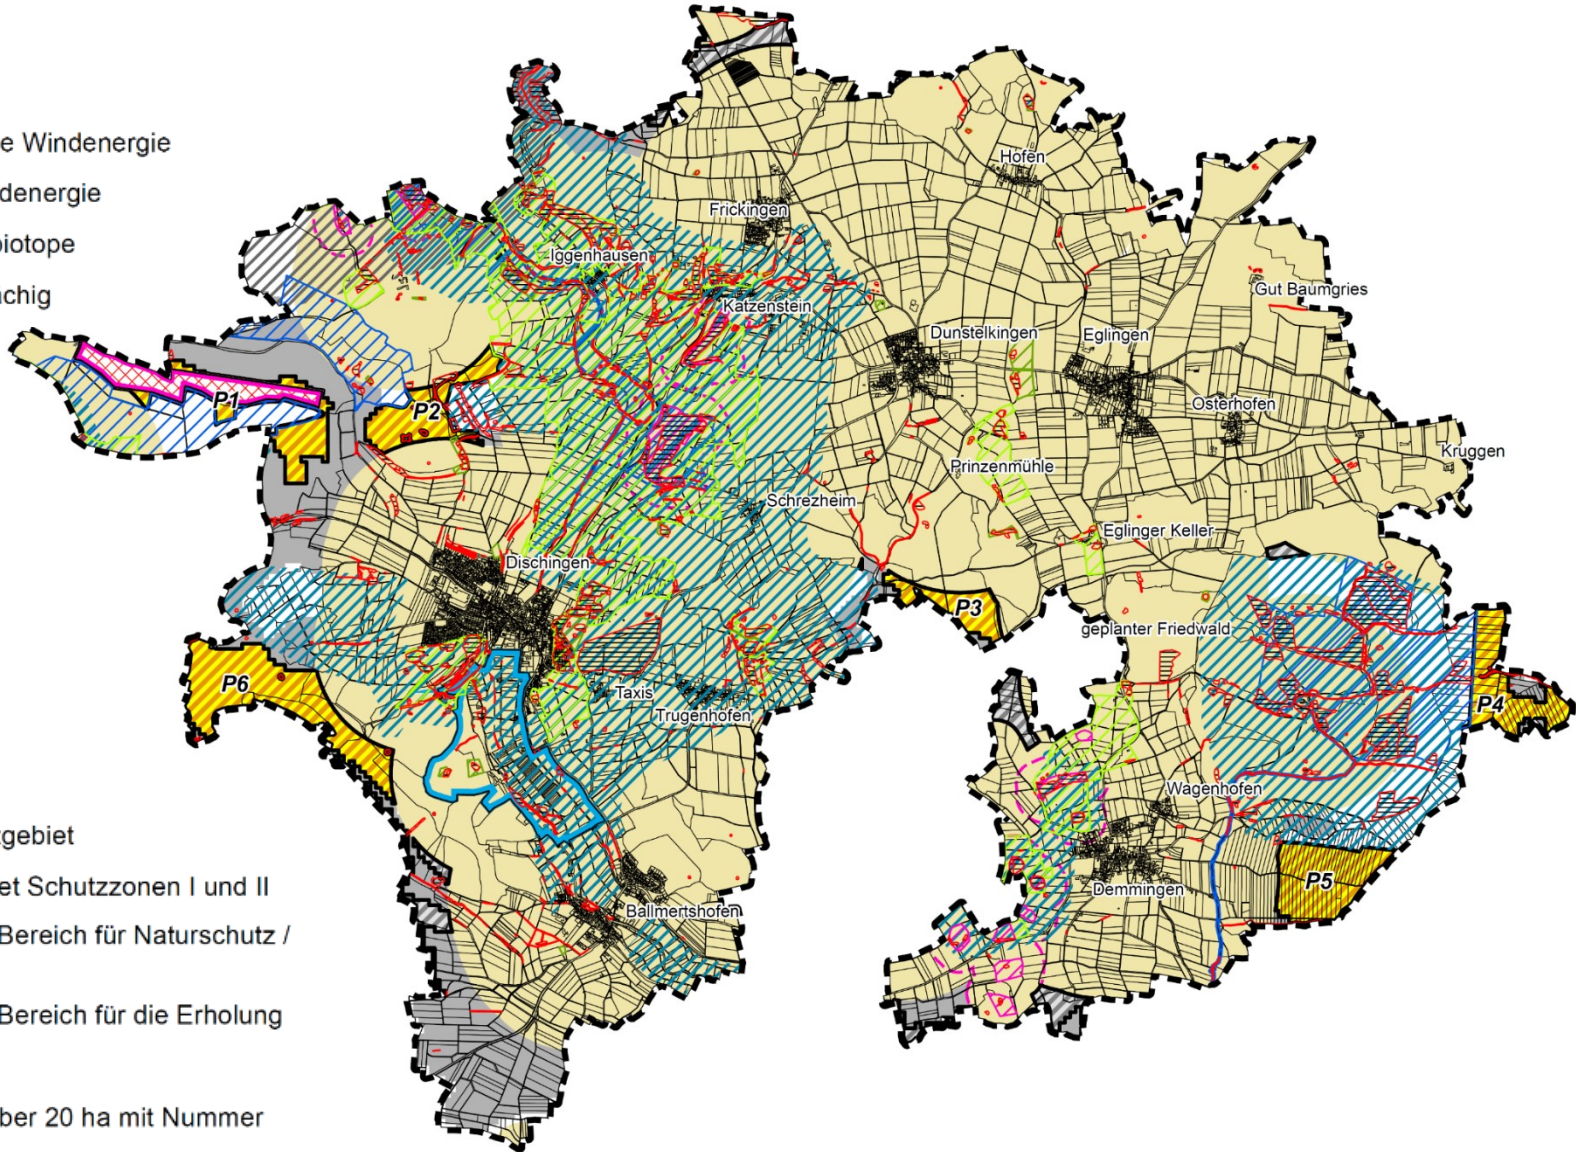 e Windenergie
denergie
biotope
chig
gebiet
et Schutzzonen I und II
Bereich für Naturschutz /
Bereich für die Erholung
ber 20 ha mit Nummer
Hofen
Frickingen
Iggenhausen
Gut Baumgries
Katzenstein
Dunstelkingen
Eglingen
P1
P2
Osterhofen
Kruggen
Prinzenmühle
Schrezheim
Eglinger Keller
Dischingen
P3
geplanter Friedwald
P6
Taxis
Trugenhofen
P4
Wagenhofen
P5
Demmingen
Ballmertshofen